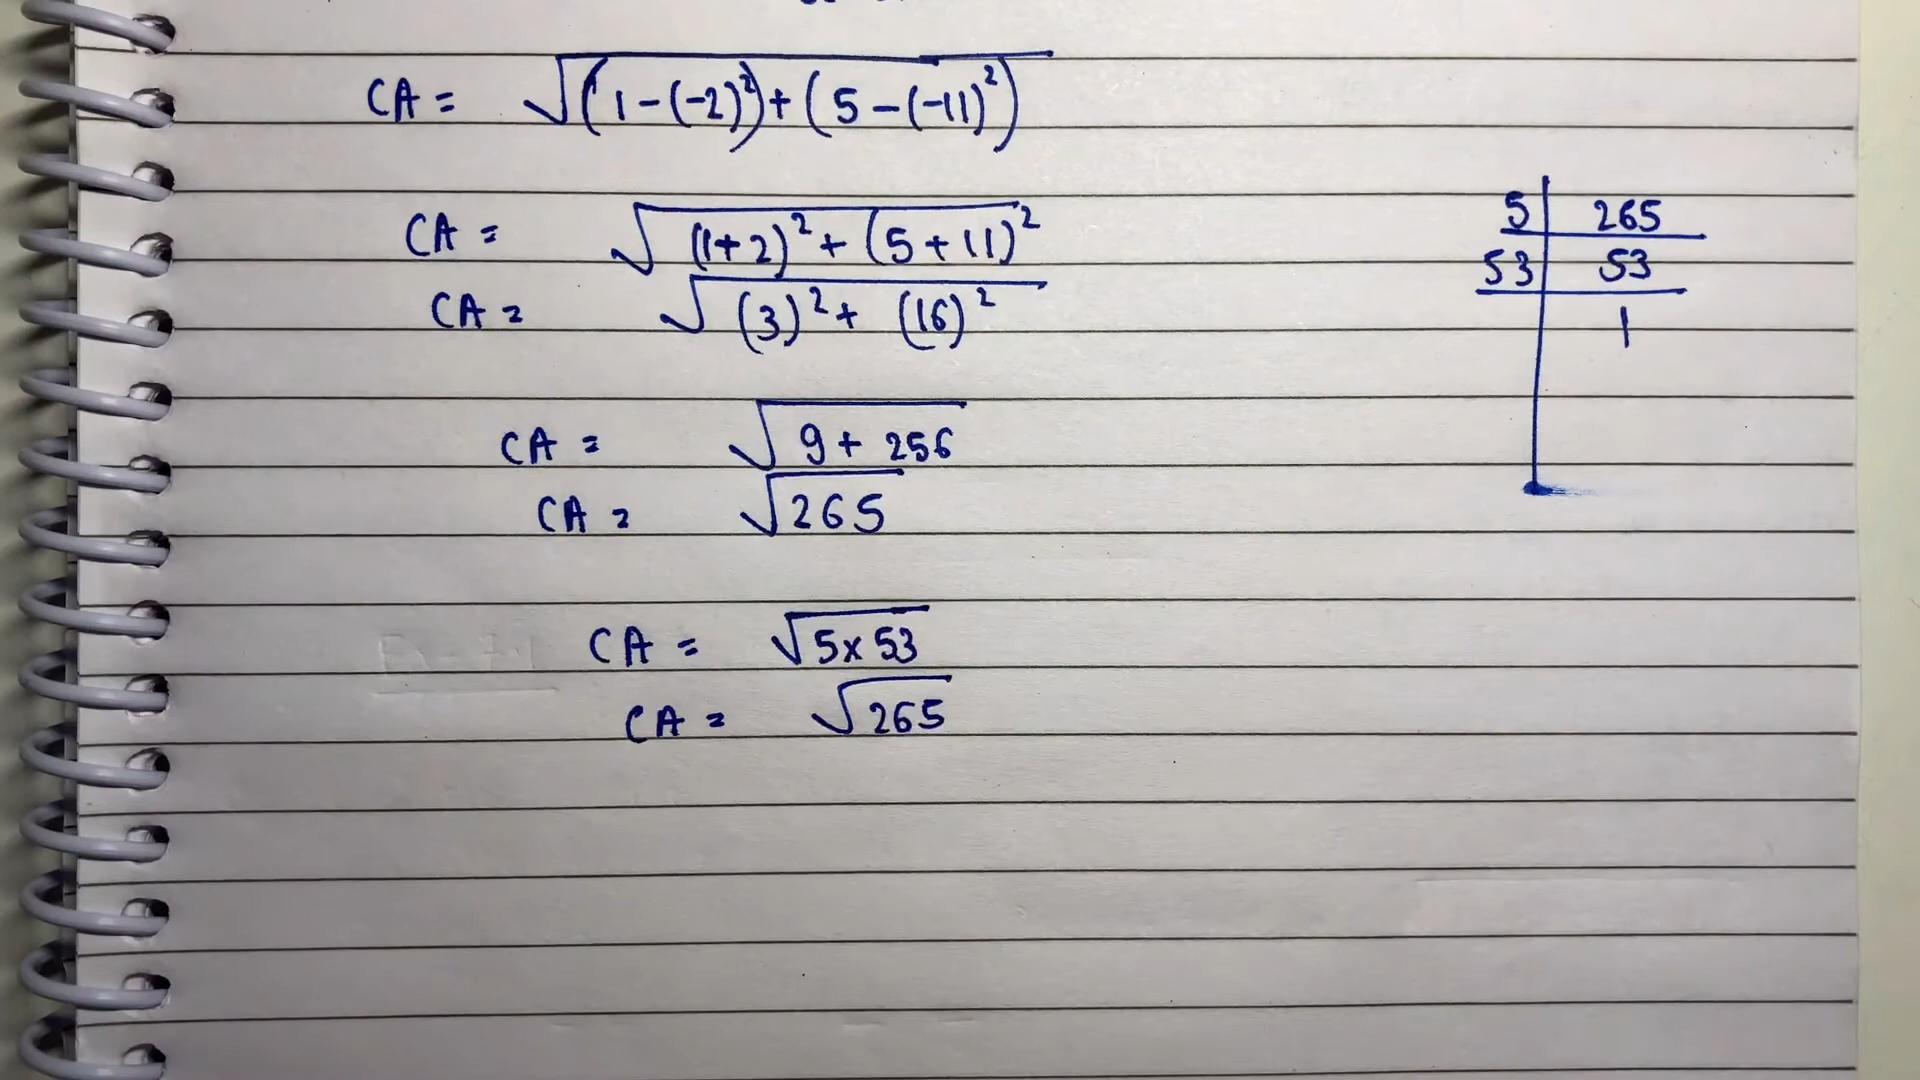 CA = √(1-(-2)²)+(5-(-11)²)
CA = √(1+2)²+(5+11)²
CA = √(3)²+ (16)²
CA = √9+ 256
CA = √265
CA = √5x53
CA = √265
5 | 265
53 | 53
| 1